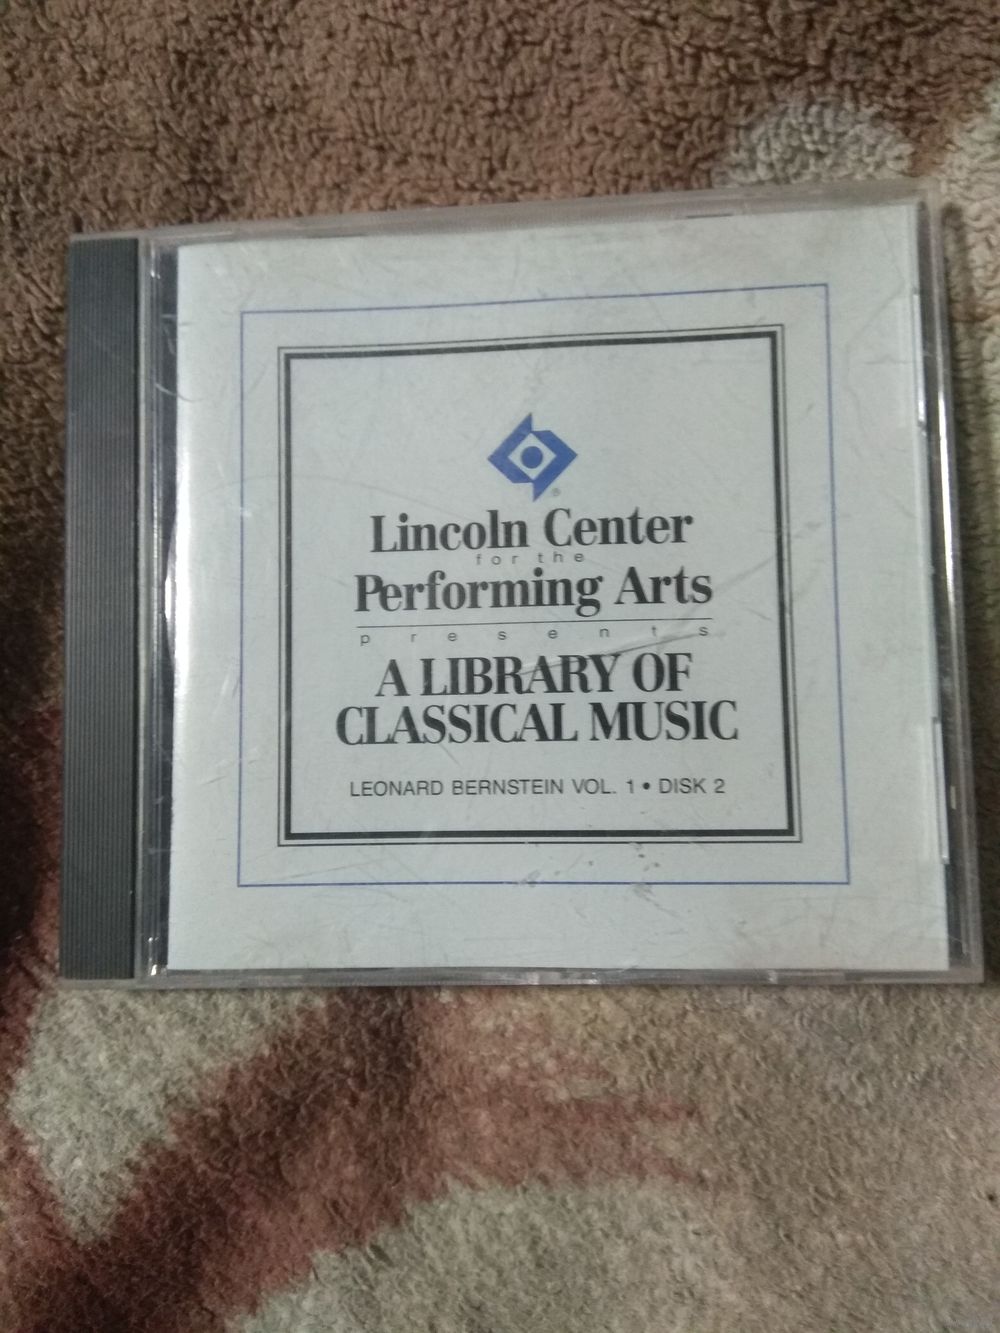 ®
Lincoln Center
for the
Performing Arts
presents
A LIBRARY OF
CLASSICAL MUSIC
LEONARD BERNSTEIN VOL. 1 • DISK 2